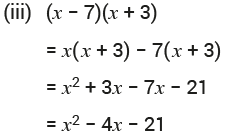 (iii) (x − 7)(x + 3)
= x(x + 3) − 7(x + 3)
= x² + 3x − 7x − 21
= x² − 4x − 21